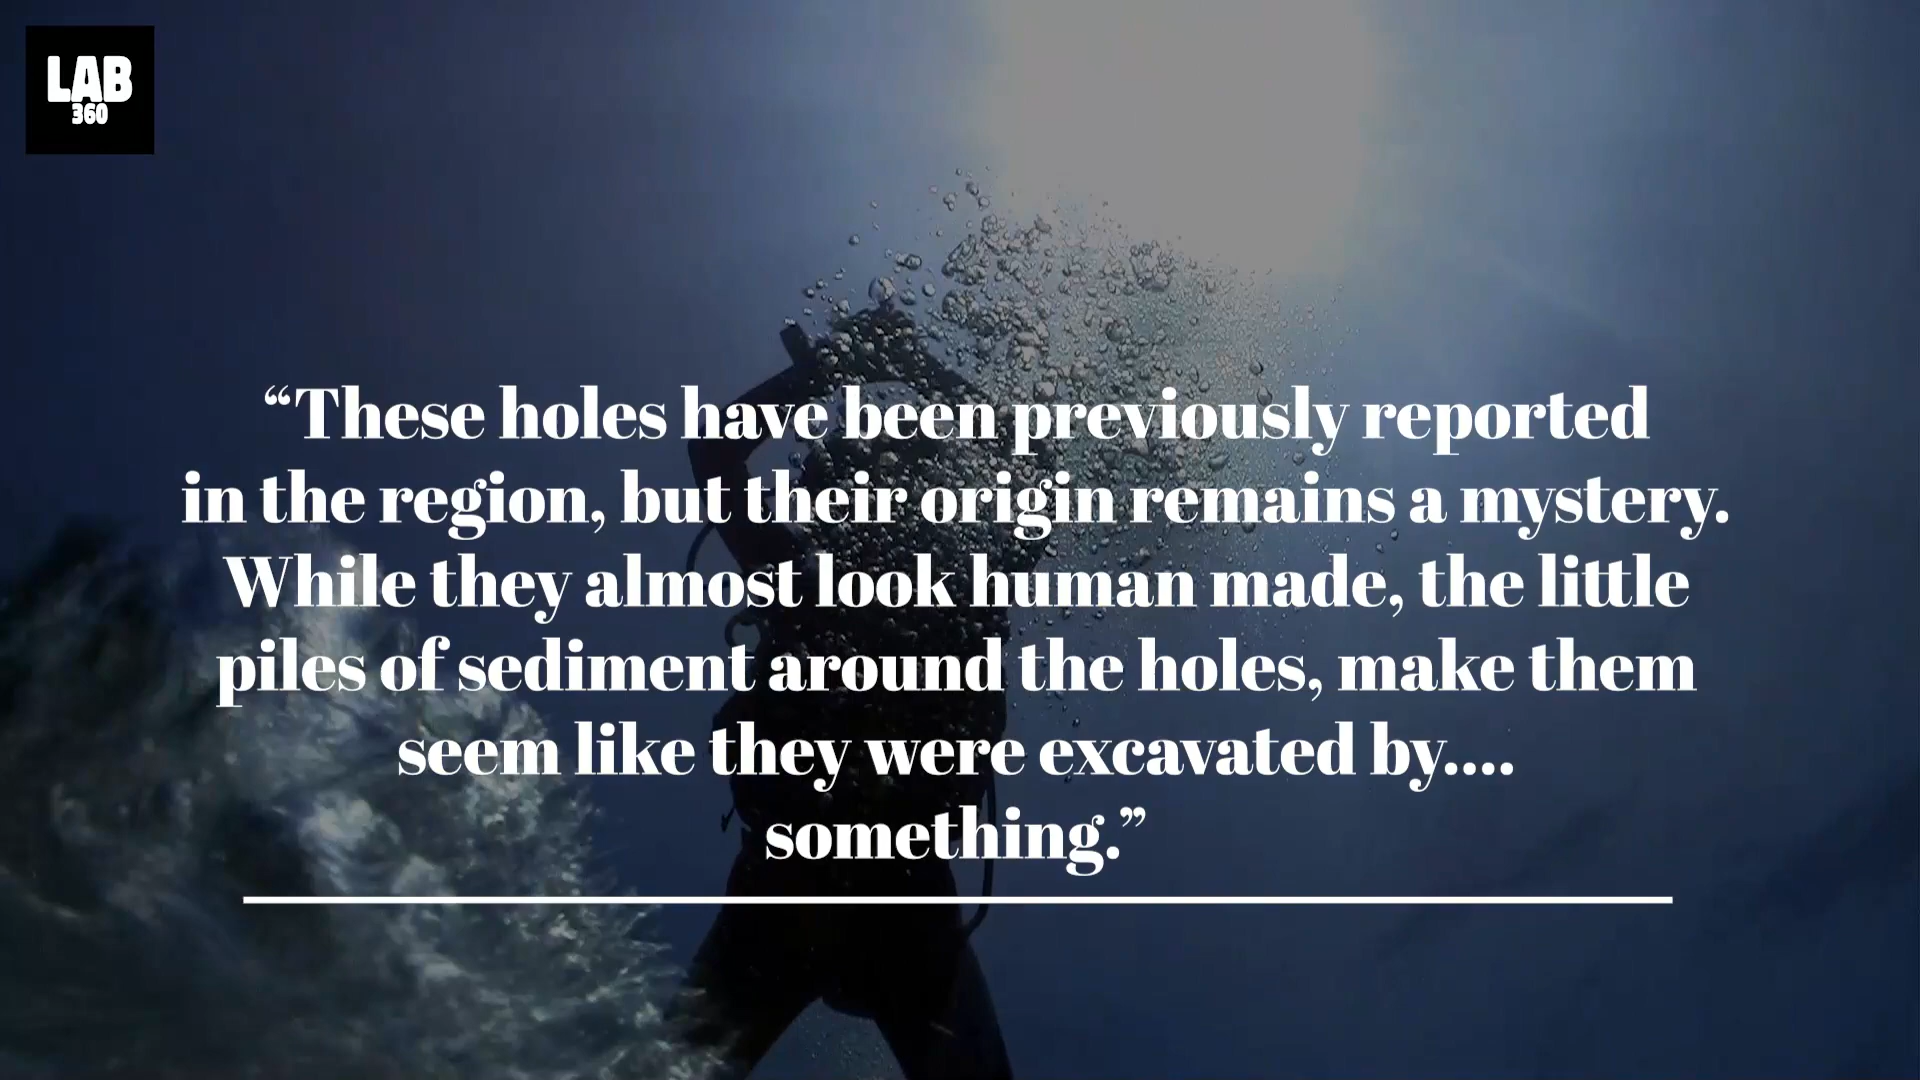 LAB
360
“These holes have been previously reported
in the region, but their origin remains a mystery.
While they almost look human made, the little
piles of sediment around the holes, make them
seem like they were excavated by....
something.”